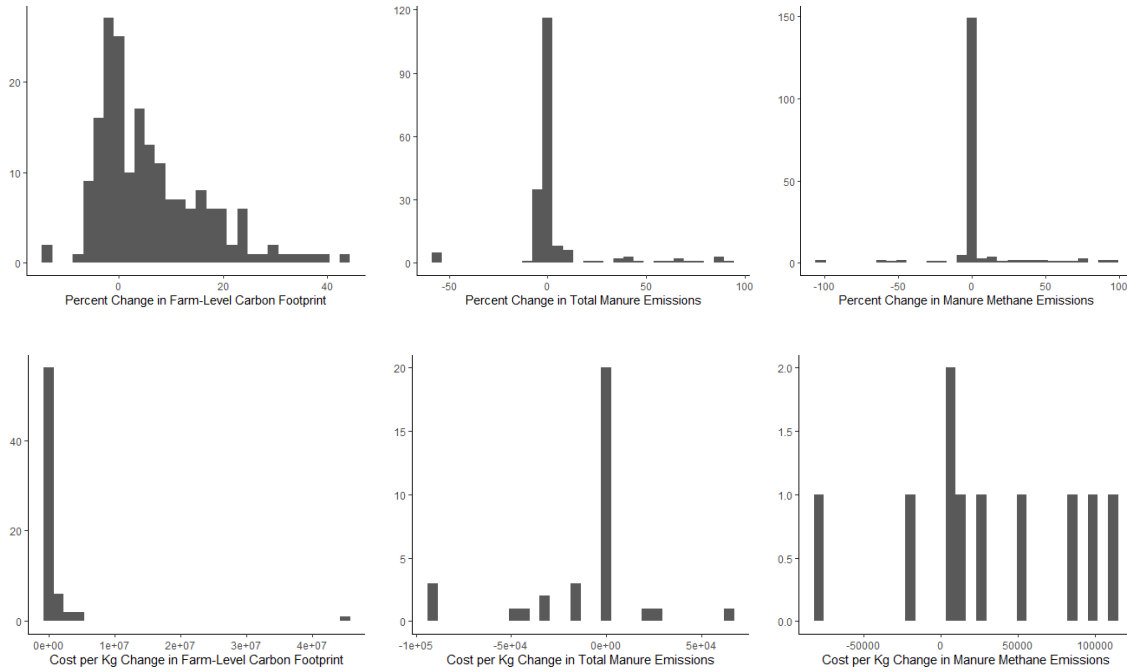 20
10
0
0
20
40
Percent Change in Farm-Level Carbon Footprint
120
90
60
30
0
-50
0
50
100
Percent Change in Total Manure Emissions
150
100
50
0
-100
-50
0
50
100
Percent Change in Manure Methane Emissions
40
20
0
0e+00
1e+07
2e+07
3e+07
4e+07
Cost per Kg Change in Farm-Level Carbon Footprint
20
15
10
5
0
-1e+05
-5e+04
0e+00
5e+04
Cost per Kg Change in Total Manure Emissions
2.0
1.5
1.0
0.5
0.0
-50000
0
50000
100000
Cost per Kg Change in Manure Methane Emissions